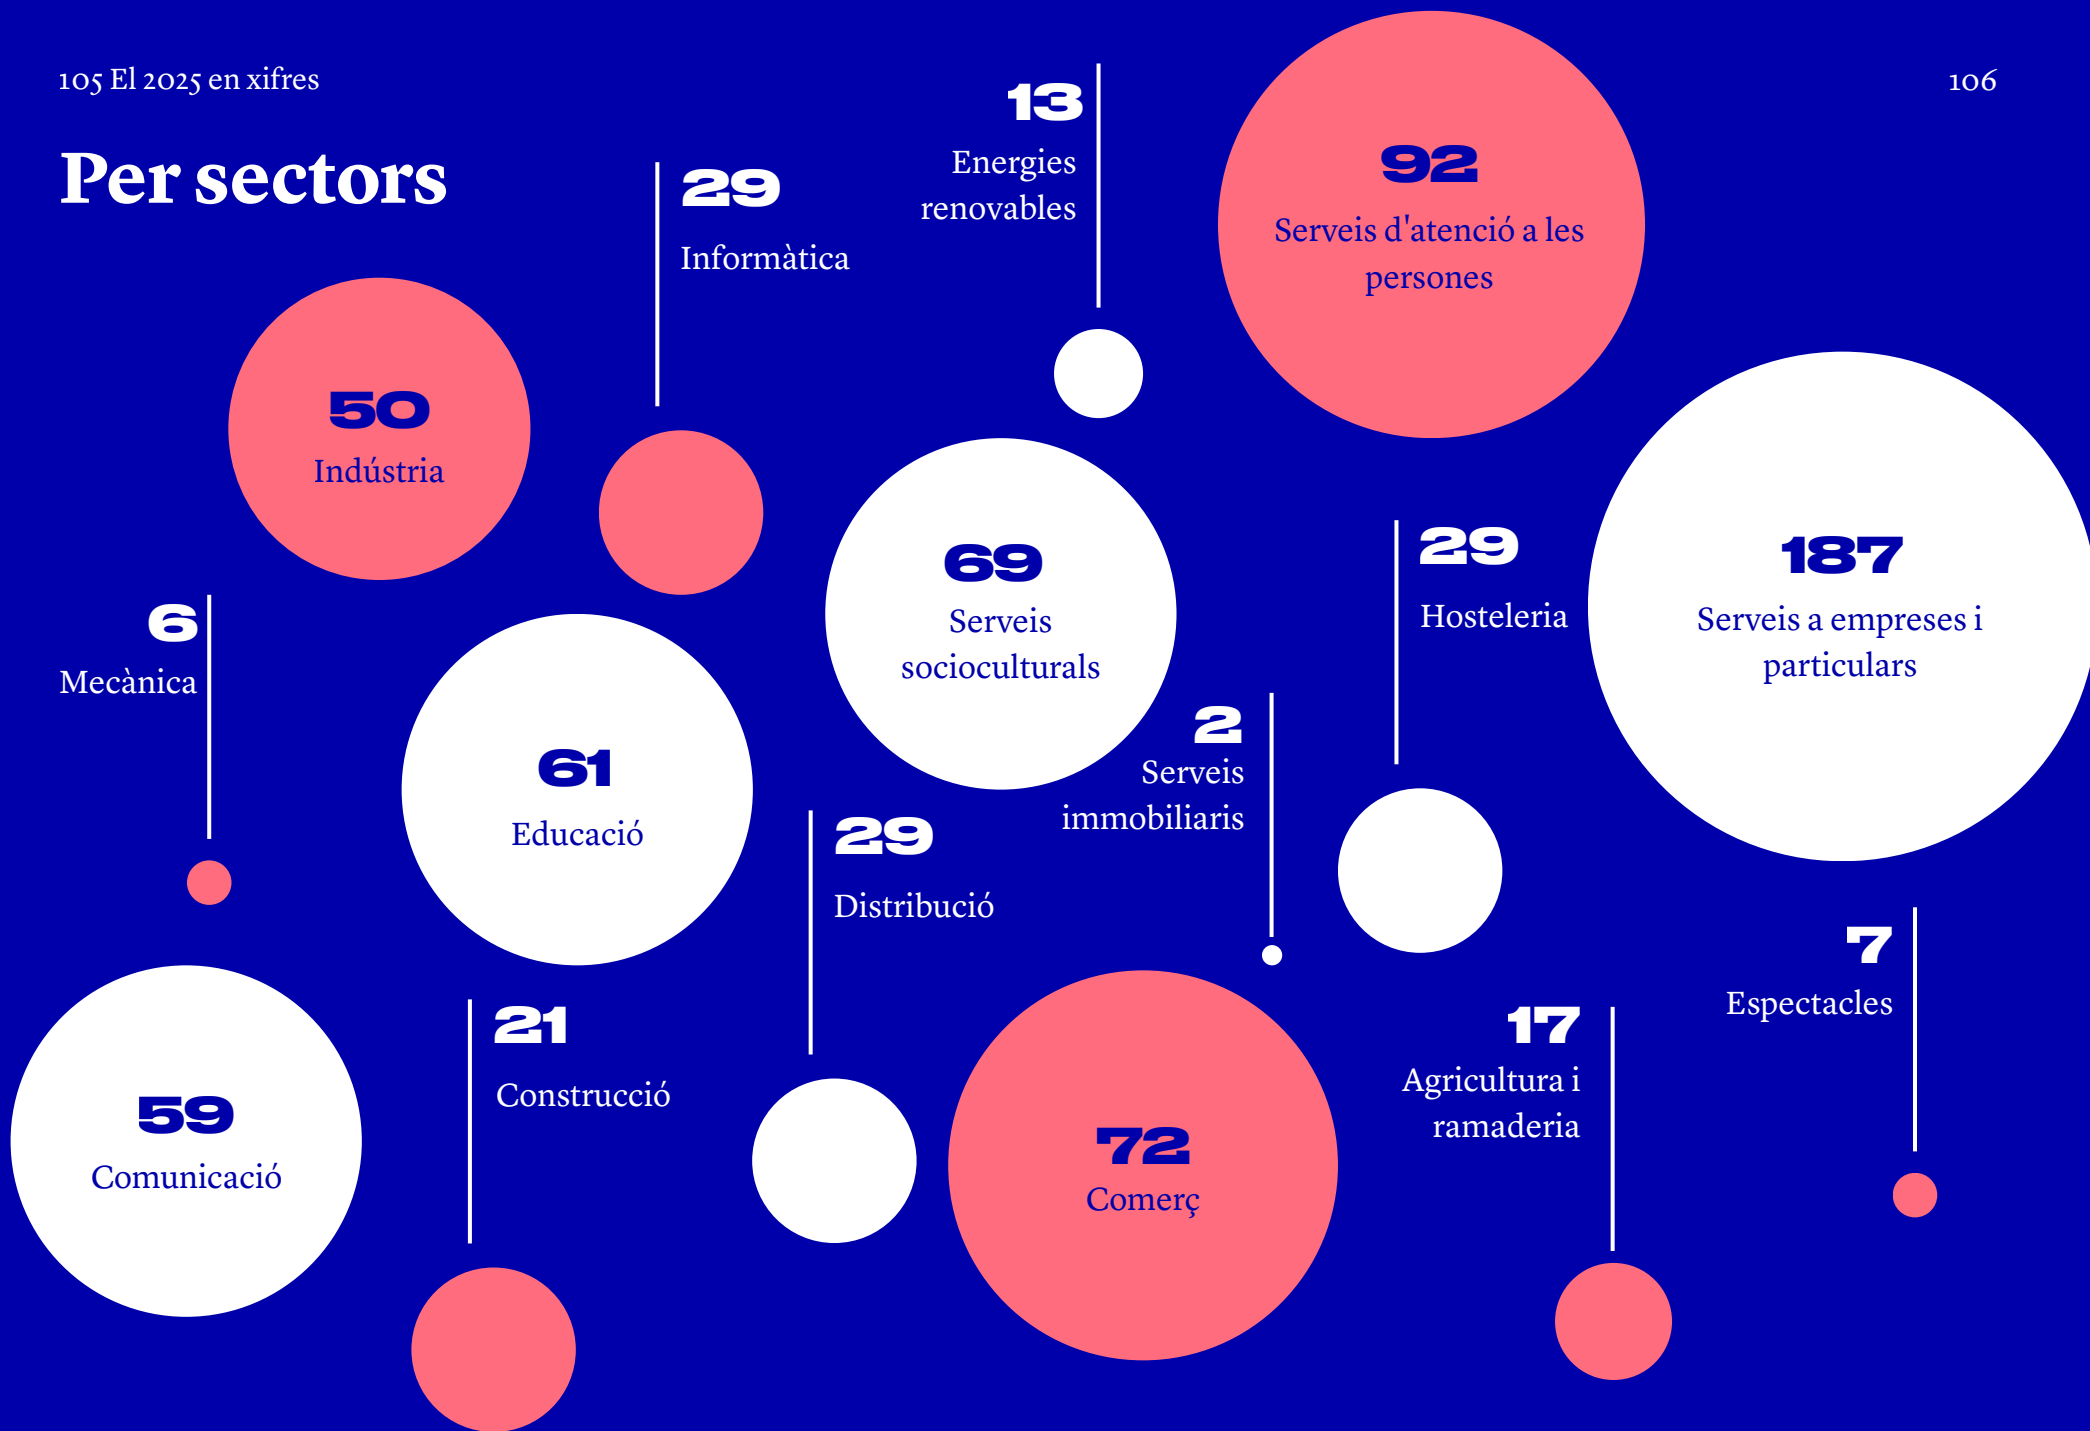 105 El 2025 en xifres
106
Per sectors
13
Energies
renovables
92
Serveis d'atenció a les
persones
29
Informàtica
50
Indústria
69
Serveis
socioculturals
29
Hosteleria
187
Serveis a empreses i
particulars
6
Mecànica
61
Educació
2
Serveis
immobiliaris
29
Distribució
7
Espectacles
59
Comunicació
21
Construcció
72
Comerç
17
Agricultura i
ramaderia